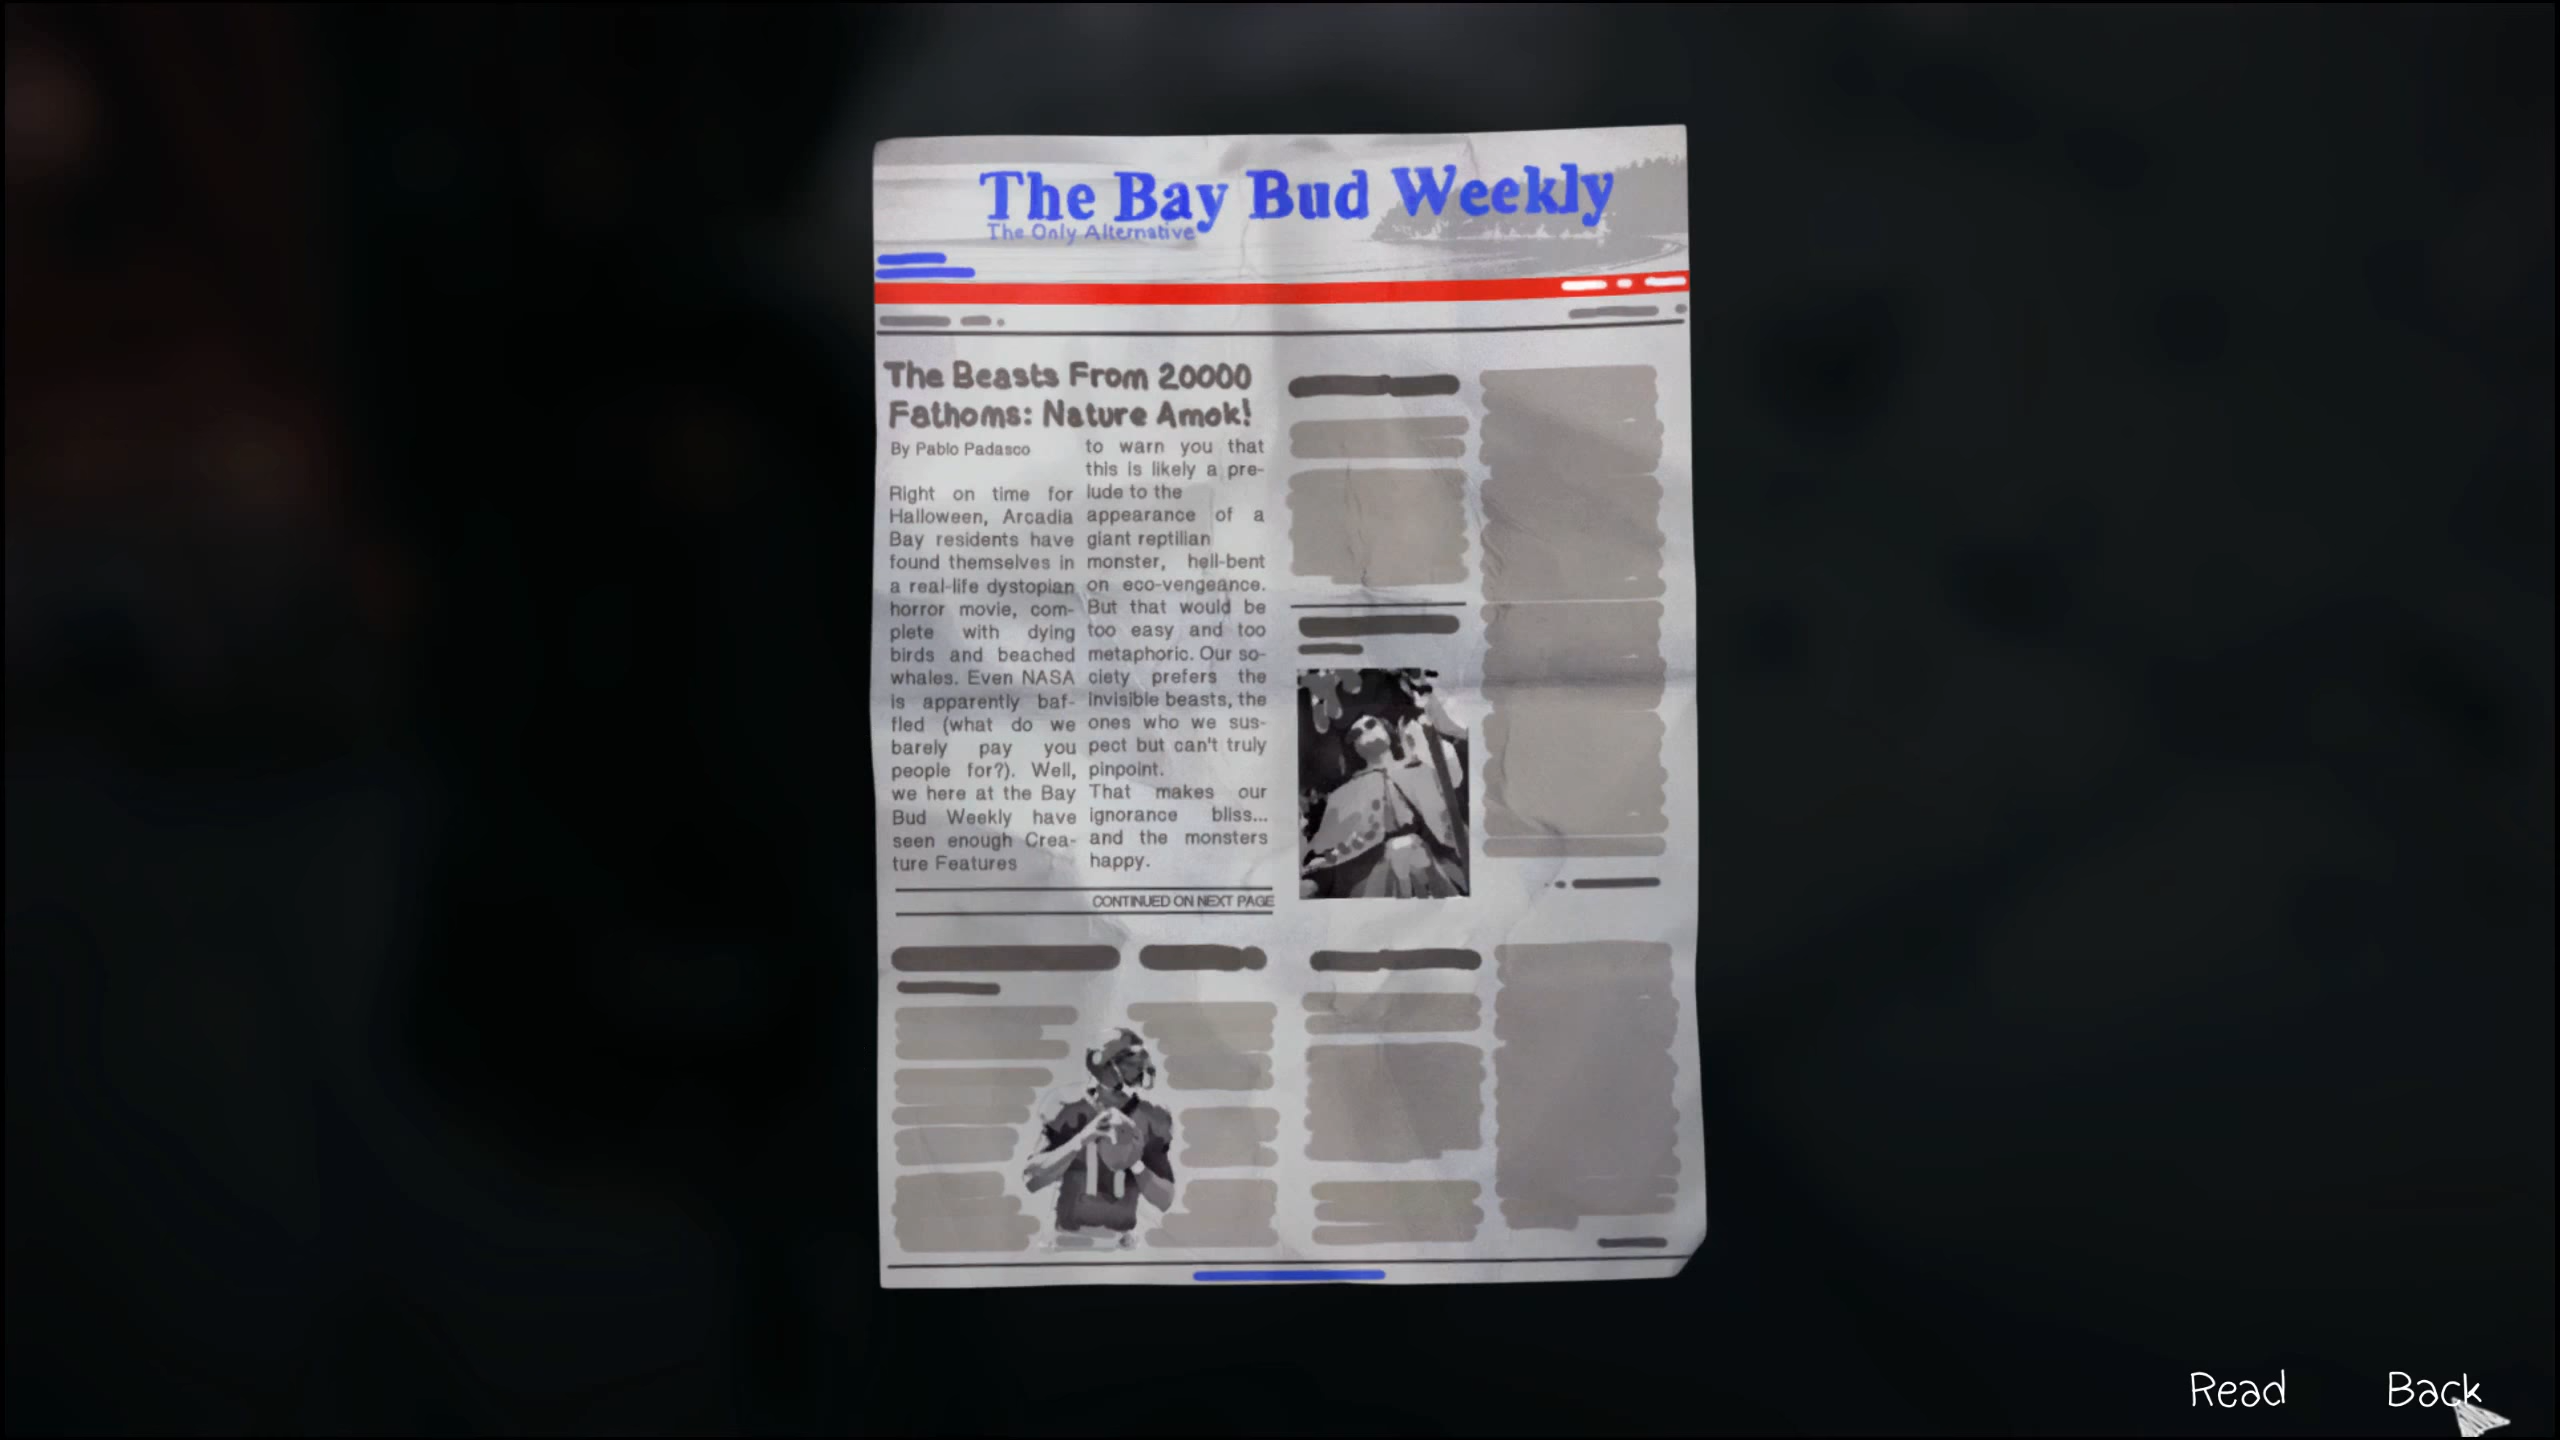 The Bay Bud Weekly
The Only Alternative
The Beasts From 20000
Fathoms: Nature Amok!
By Pablo Padasco
Right on time for
Halloween, Arcadia
Bay residents have
found themselves in
a real-life dystopian
horror movie, com-
plete with dying
birds and beached
whales. Even NASA
is apparently baf-
fled (what do we
barely pay you
people for?). Well,
we here at the Bay
Bud Weekly have
seen enough Crea-
ture Features
to warn you that
this is likely a pre-
lude to the
appearance of a
giant reptilian
monster, hell-bent
on eco-vengeance.
But that would be
too easy and too
metaphoric. Our so-
ciety prefers the
invisible beasts, the
ones who we sus-
pect but can't truly
pinpoint.
That makes our
ignorance bliss...
and the monsters
happy.
CONTINUED ON NEXT PAGE
11
Read
Back